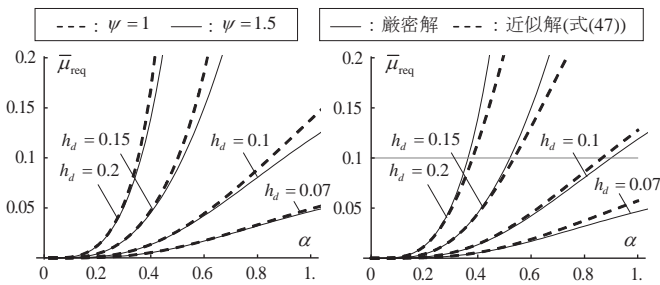 ψ = 1 ψ = 1.5
: 厳密解 : 近似解(式(47))
0.2 μ̄req
0.15
0.1
0.05
0 0.2 0.4 0.6 0.8 1.
α
h_d = 0.15
h_d = 0.2
h_d = 0.1
h_d = 0.07
0.2 μ̄req
0.15
0.1
0.05
0 0.2 0.4 0.6 0.8 1.
α
h_d = 0.15
h_d = 0.2
h_d = 0.1
h_d = 0.07